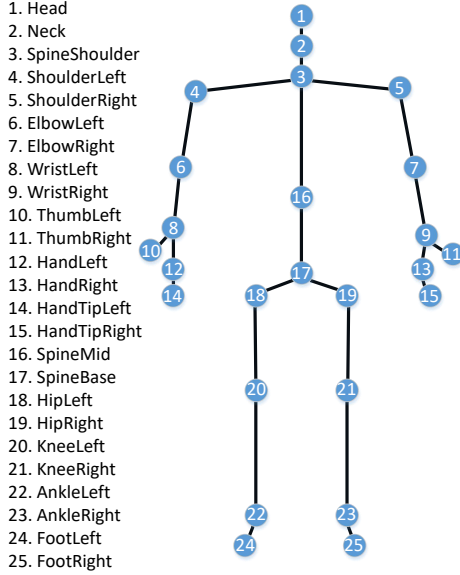 1. Head
2. Neck
3. SpineShoulder
4. ShoulderLeft
5. ShoulderRight
6. ElbowLeft
7. ElbowRight
8. WristLeft
9. WristRight
10. ThumbLeft
11. ThumbRight
12. HandLeft
13. HandRight
14. HandTipLeft
15. HandTipRight
16. SpineMid
17. SpineBase
18. HipLeft
19. HipRight
20. KneeLeft
21. KneeRight
22. AnkleLeft
23. AnkleRight
24. FootLeft
25. FootRight
1
2
3
4 5
6 7
8 9
10 11
12 13
14 15
16
17
18 19
20 21
22 23
24 25